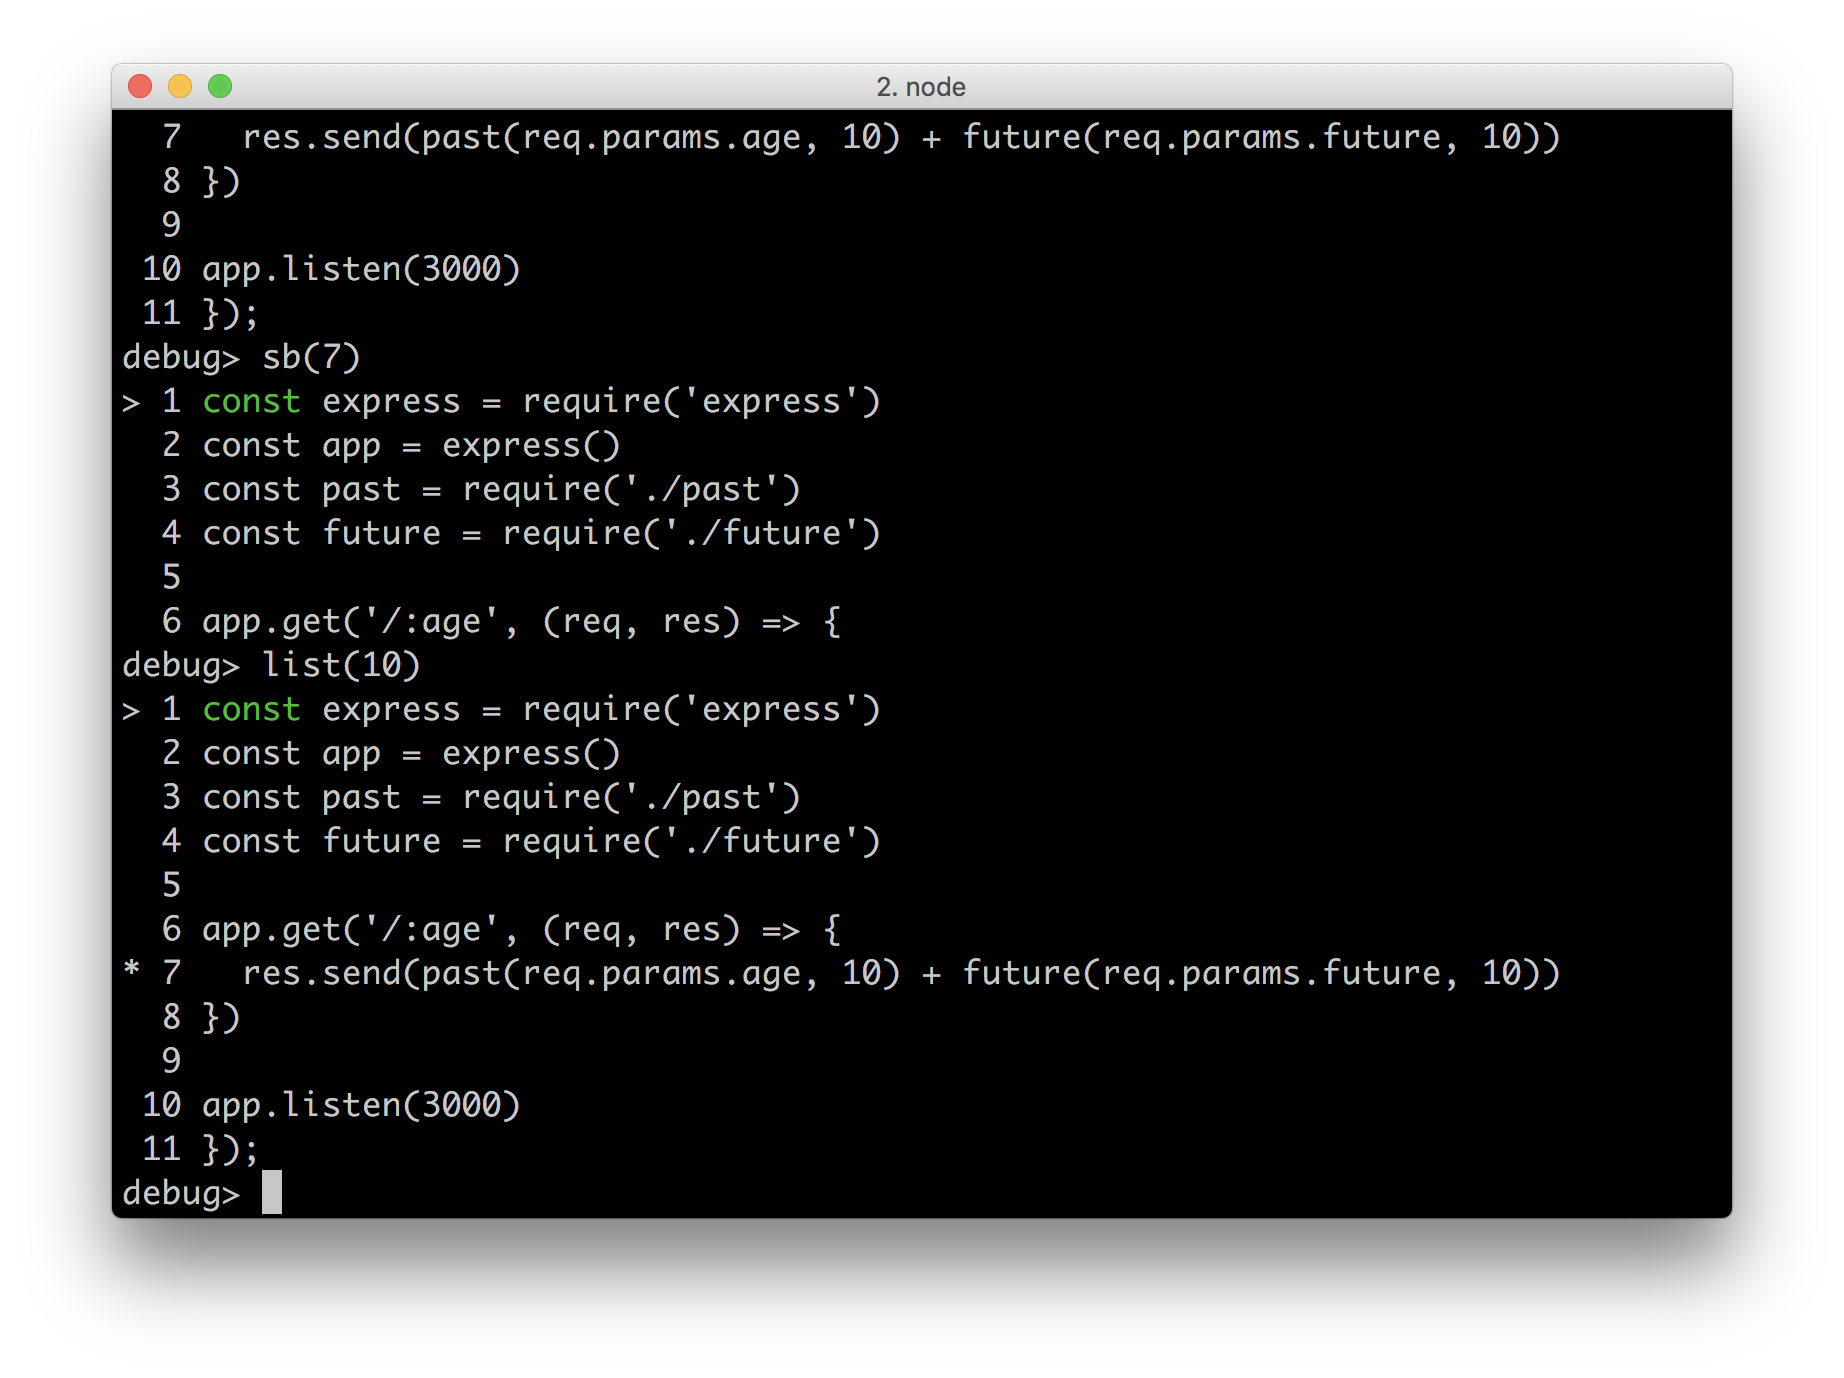 2. node
  7   res.send(past(req.params.age, 10) + future(req.params.future, 10))
  8 })
  9
 10 app.listen(3000)
 11 });
debug> sb(7)
> 1 const express = require('express')
  2 const app = express()
  3 const past = require('./past')
  4 const future = require('./future')
  5
  6 app.get('/:age', (req, res) => {
debug> list(10)
> 1 const express = require('express')
  2 const app = express()
  3 const past = require('./past')
  4 const future = require('./future')
  5
  6 app.get('/:age', (req, res) => {
* 7   res.send(past(req.params.age, 10) + future(req.params.future, 10))
  8 })
  9
 10 app.listen(3000)
 11 });
debug>